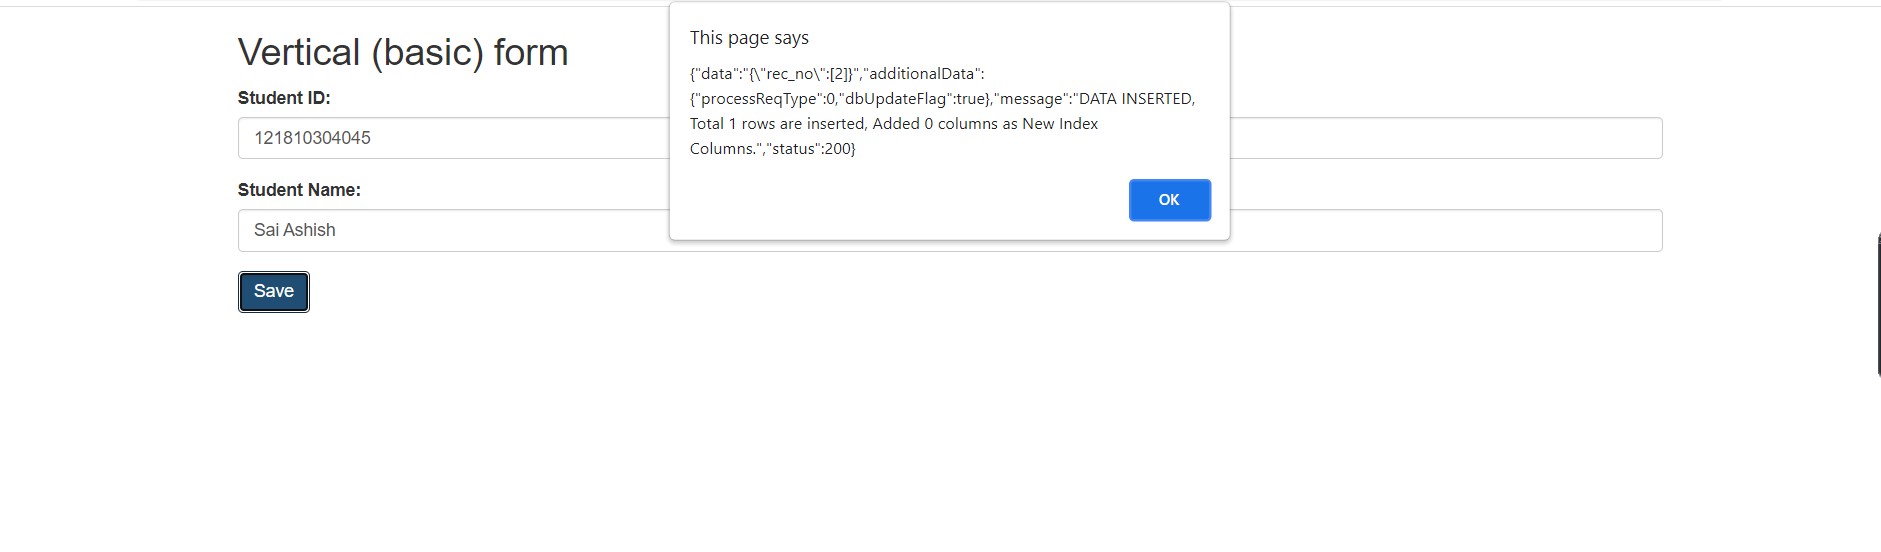 Vertical (basic) form
Student ID:
121810304045
Student Name:
Sai Ashish
Save
This page says
{"data":"{\"rec_no\":[2]}","additionalData":
{"processReqType":0,"dbUpdateFlag":true},"message":"DATA INSERTED,
Total 1 rows are inserted, Added 0 columns as New Index
Columns.","status":200}
OK